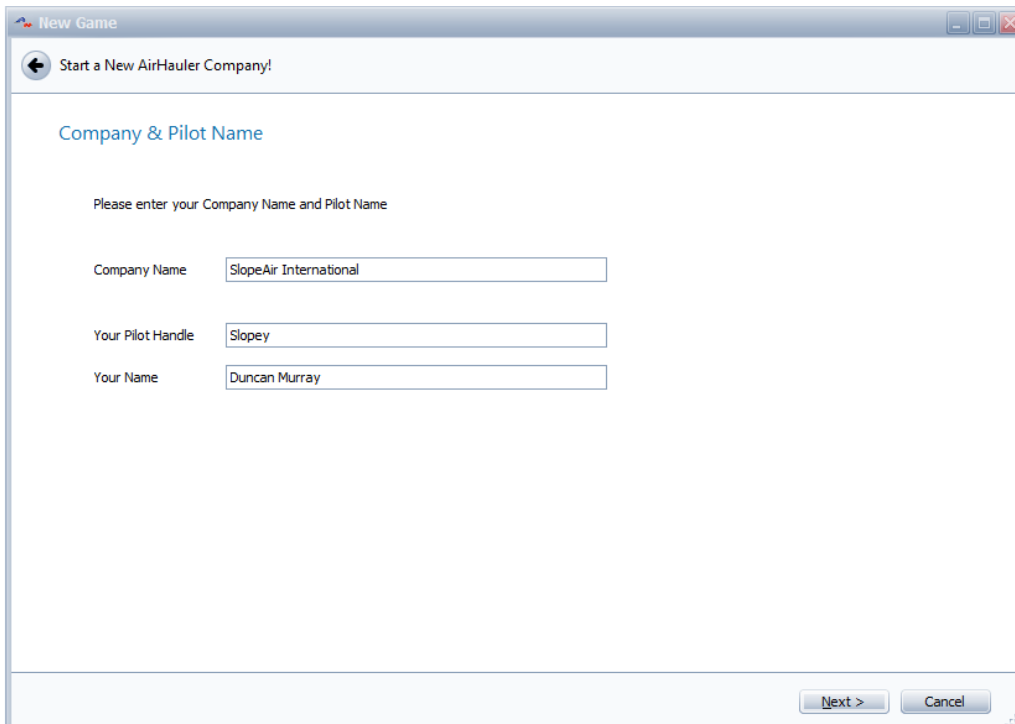 New Game
Start a New AirHauler Company!
Company & Pilot Name
Please enter your Company Name and Pilot Name
Company Name SlopeAir International
Your Pilot Handle Slopey
Your Name Duncan Murray
Next > Cancel